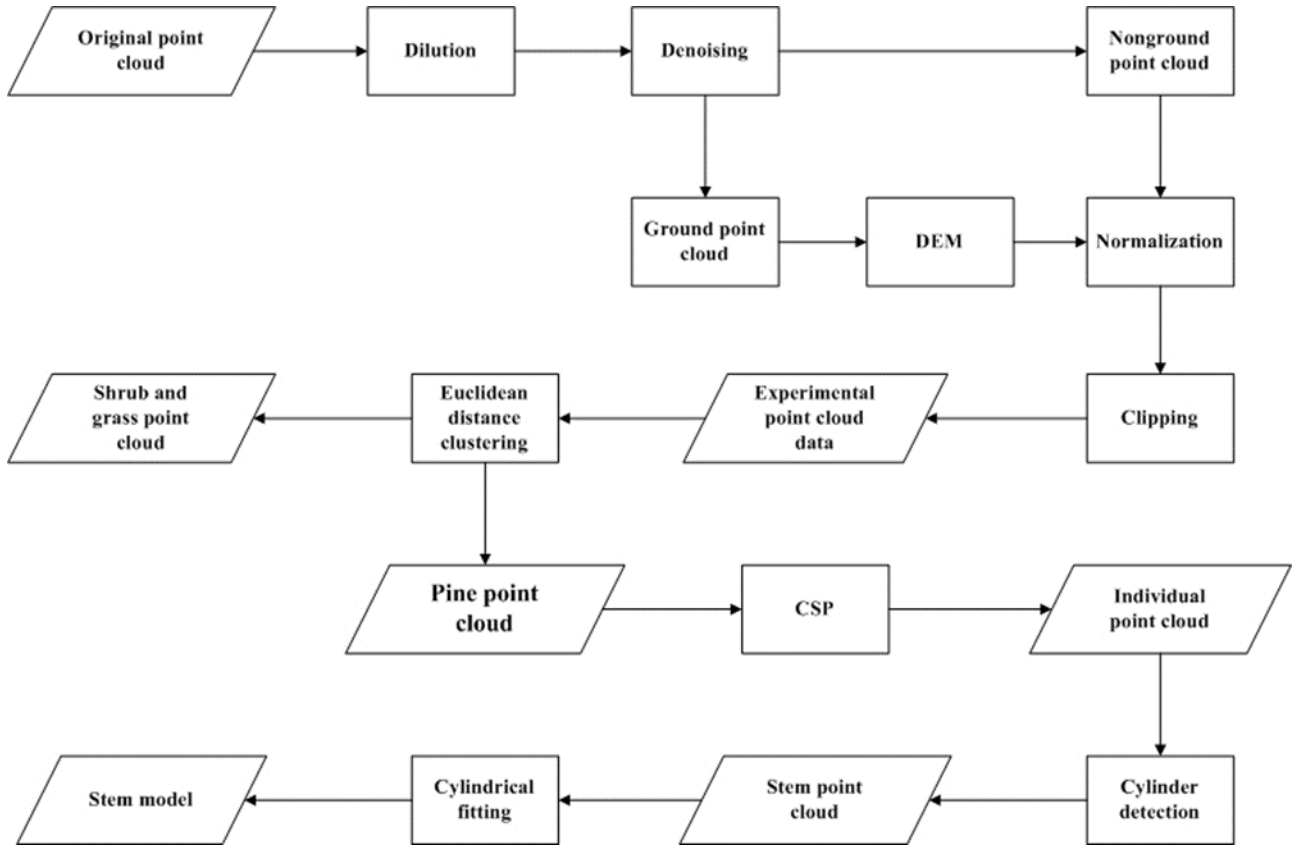 Original point
cloud
Dilution
Denoising
Nonground
point cloud
Ground point
cloud
DEM
Normalization
Shrub and
grass point
cloud
Euclidean
distance
clustering
Experimental
point cloud
data
Clipping
Pine point
cloud
CSP
Individual
point cloud
Stem model
Cylindrical
fitting
Stem point
cloud
Cylinder
detection